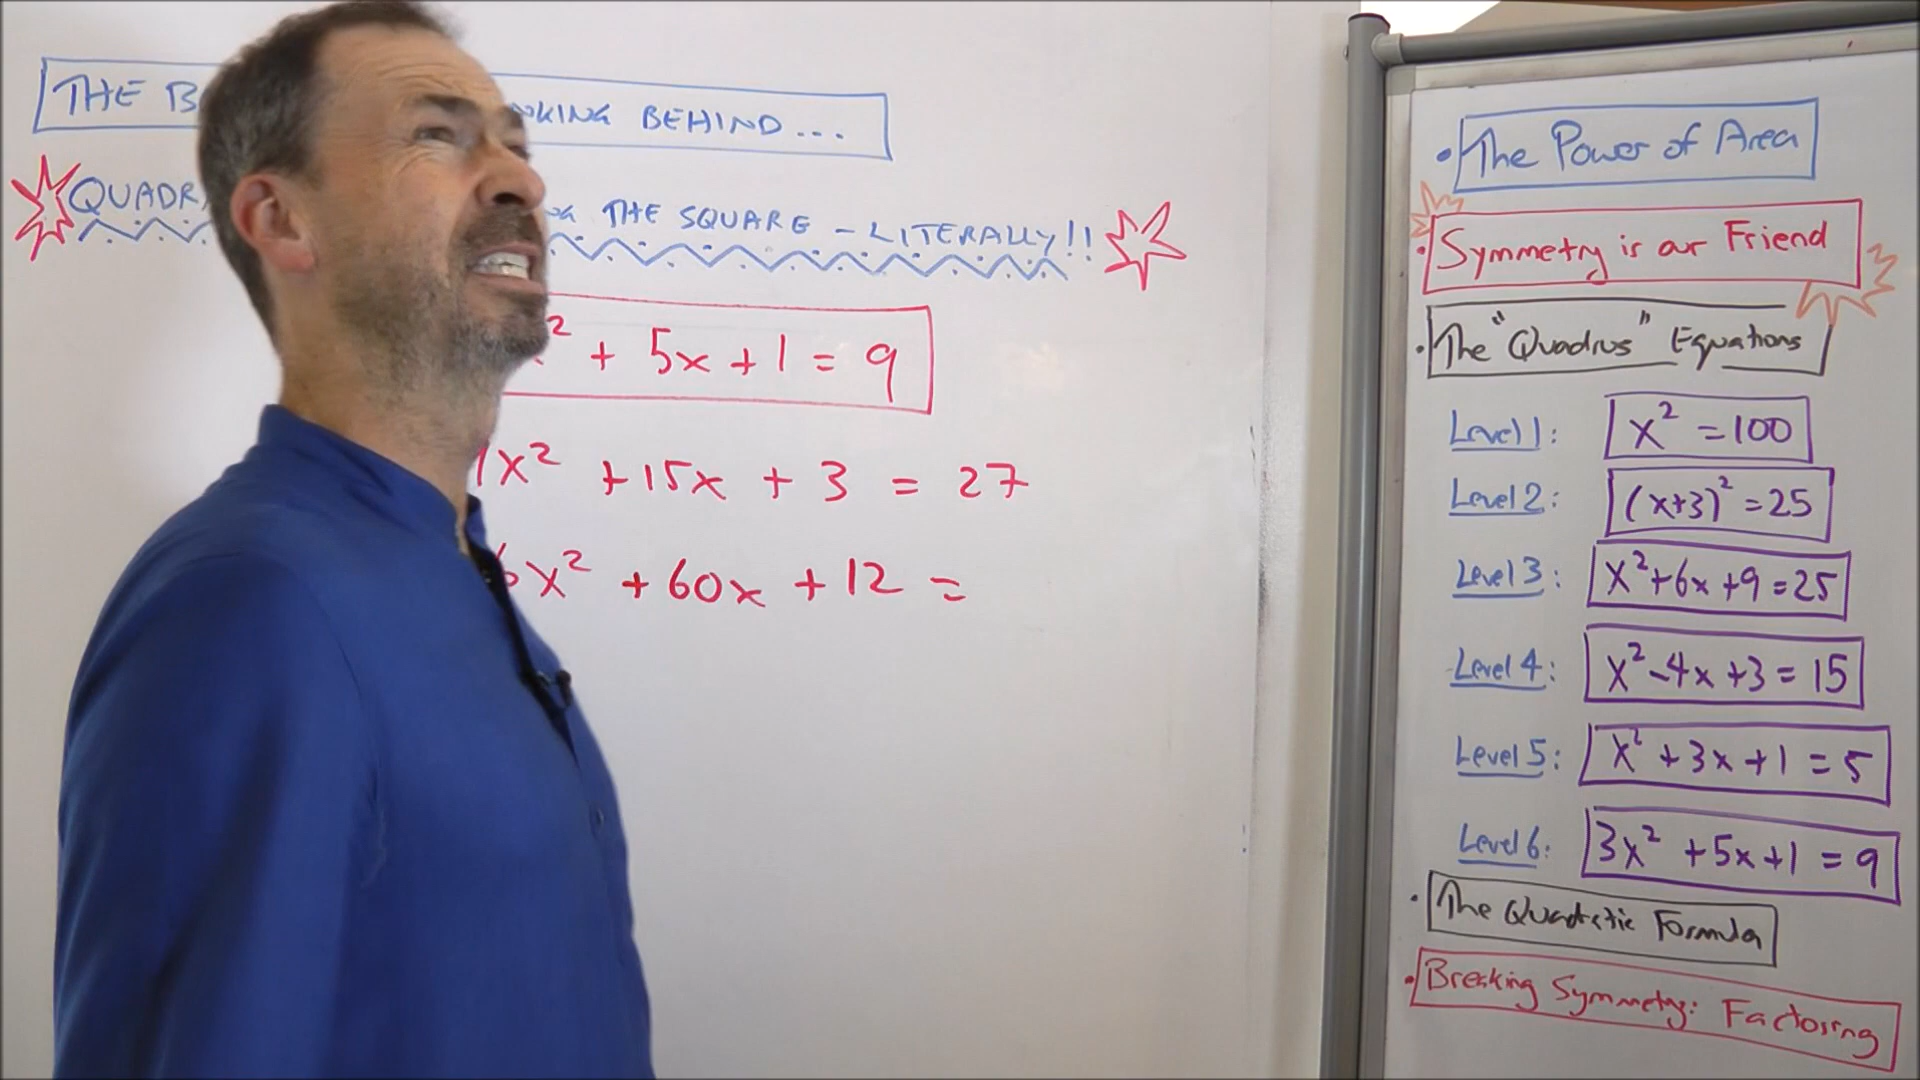 THE B NKING BEHIND...
QUADR THE SQUARE - LITERALLY!!
+ 5x + 1 = 9
x² + 15x + 3 = 27
6x² + 60x + 12 =
• The Power of Area
• Symmetry is our Friend
• The "Quadrus" Equations
Level 1: x² = 100
Level 2: (x+3)² = 25
Level 3: x² + 6x + 9 = 25
Level 4: x² - 4x + 3 = 15
Level 5: x² + 3x + 1 = 5
Level 6: 3x² + 5x + 1 = 9
• The Quadratic Formula
• Breaking Symmetry: Factoring